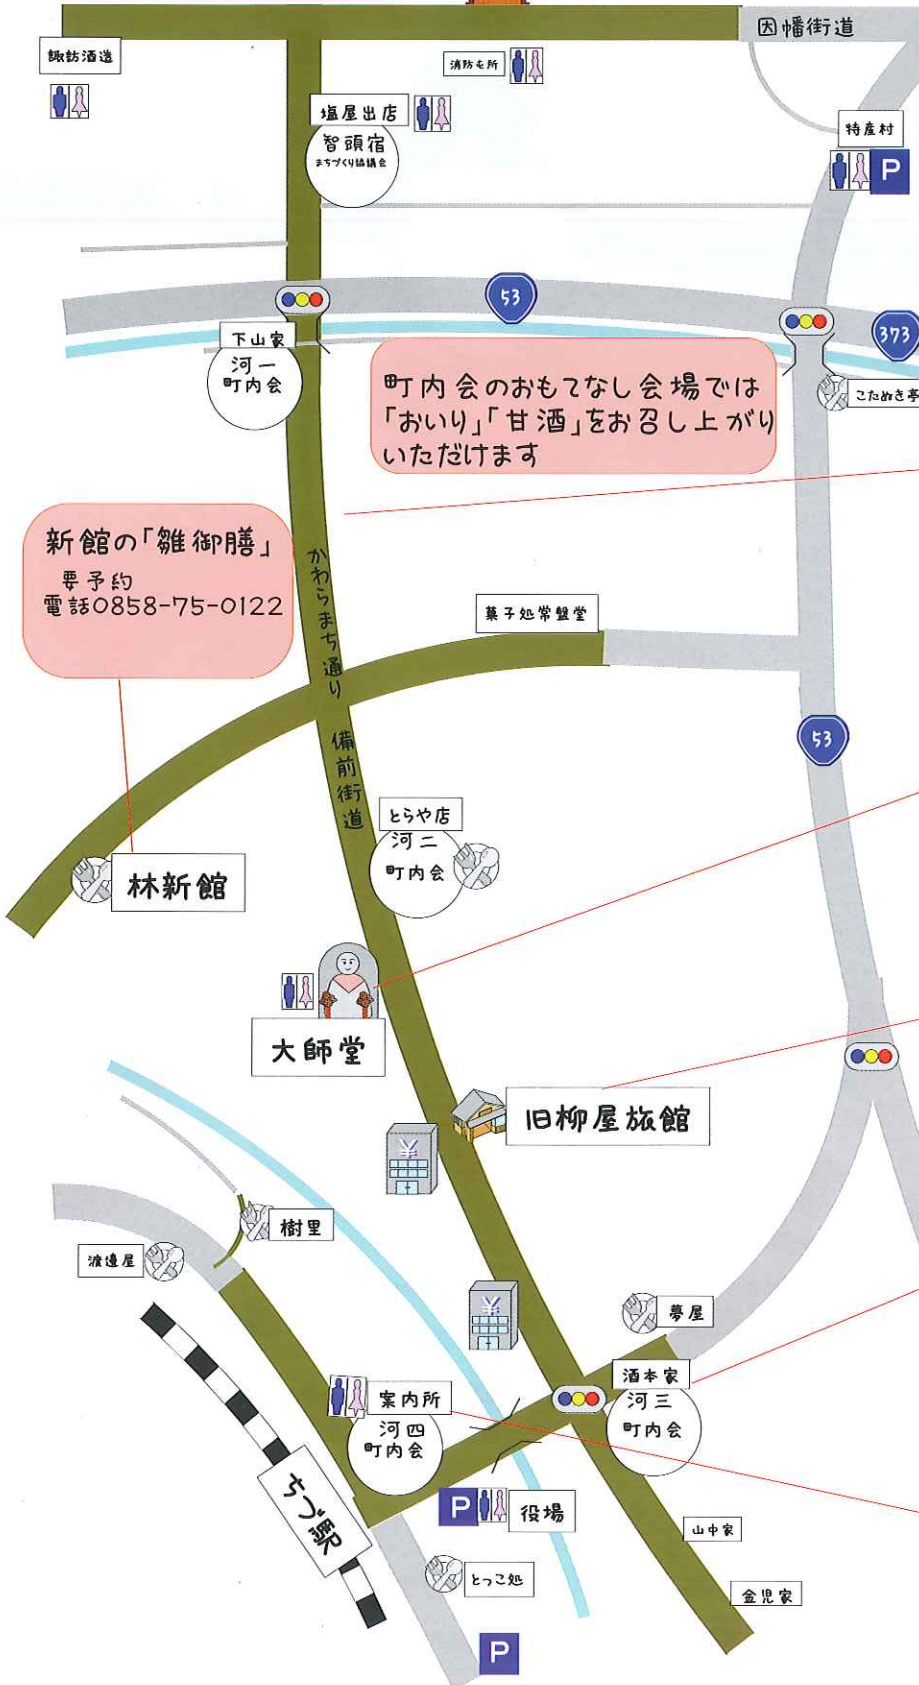 因幡街道
諏訪酒造
消防屯所
塩屋出店
智頭宿
まちづくり協議会
特産村
P
53
373
下山家
河一
町内会
町内会のおもてなし会場では
「おいり」「甘酒」をお召し上がり
いただけます
こたぬき亭
新館の「雛御膳」
要予約
電話0858-75-0122
かわらまち通り 備前街道
菓子処常盤堂
53
とらや店
河二
町内会
林新館
大師堂
旧柳屋旅館
¥
樹里
渡邉屋
¥
夢屋
酒本家
河三
町内会
案内所
河四
町内会
ちづ駅
P
役場
山中家
とっこ処
金児家
P